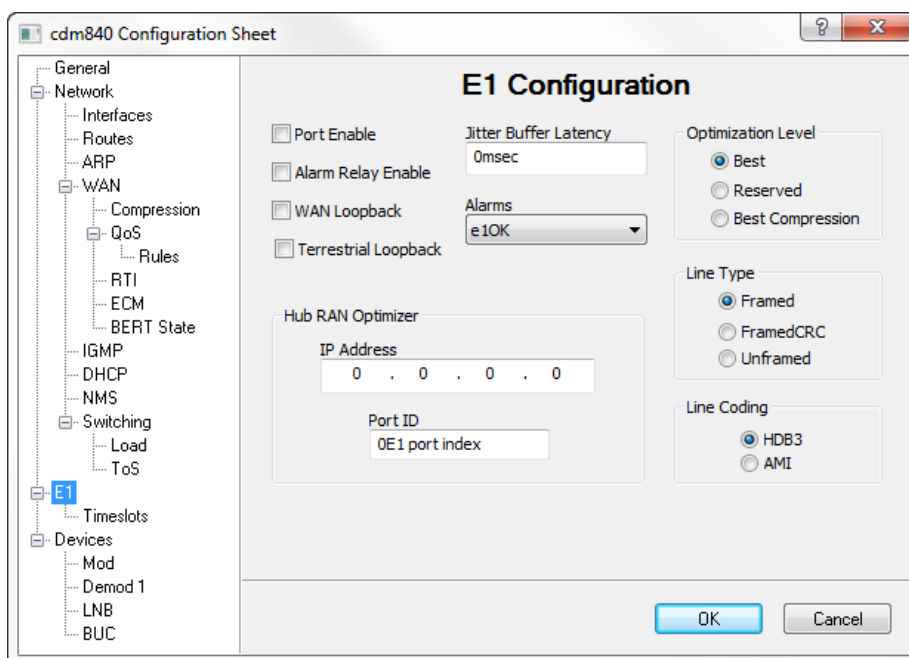 cdm840 Configuration Sheet
General
Network
Interfaces
Routes
ARP
WAN
Compression
QoS
Rules
RTI
ECM
BERT State
IGMP
DHCP
NMS
Switching
Load
ToS
E1
Timeslots
Devices
Mod
Demod 1
LNB
BUC
E1 Configuration
Port Enable
Alarm Relay Enable
WAN Loopback
Terrestrial Loopback
Jitter Buffer Latency
0msec
Alarms
e1OK
Optimization Level
Best
Reserved
Best Compression
Line Type
Framed
FramedCRC
Unframed
Hub RAN Optimizer
IP Address
0 . 0 . 0 . 0
Port ID
0E1 port index
Line Coding
HDB3
AMI
OK
Cancel